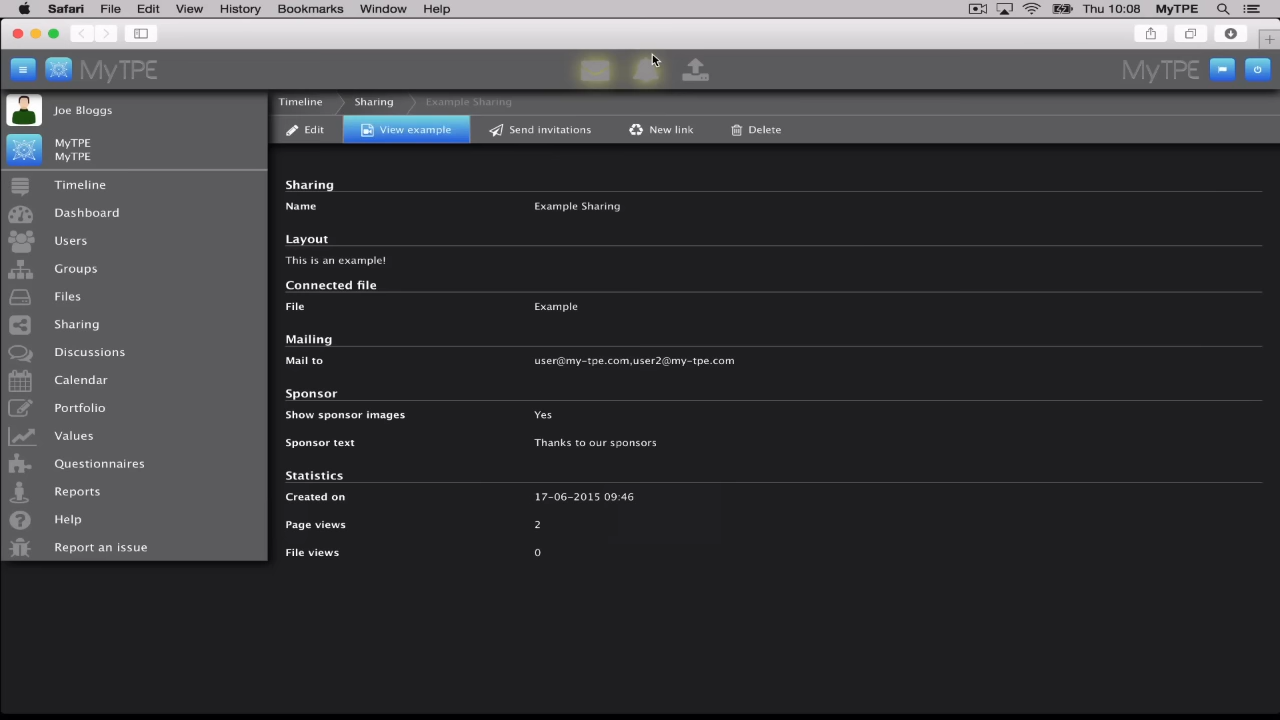 Safari File Edit View History Bookmarks Window Help Thu 10:08 MyTPE
MyTPE MyTPE
Joe Bloggs
MyTPE
MyTPE
Timeline
Dashboard
Users
Groups
Files
Sharing
Discussions
Calendar
Portfolio
Values
Questionnaires
Reports
Help
Report an issue
Timeline Sharing Example Sharing
Edit View example Send invitations New link Delete
Sharing
Name Example Sharing
Layout
This is an example!
Connected file
File Example
Mailing
Mail to user@my-tpe.com,user2@my-tpe.com
Sponsor
Show sponsor images Yes
Sponsor text Thanks to our sponsors
Statistics
Created on 17-06-2015 09:46
Page views 2
File views 0